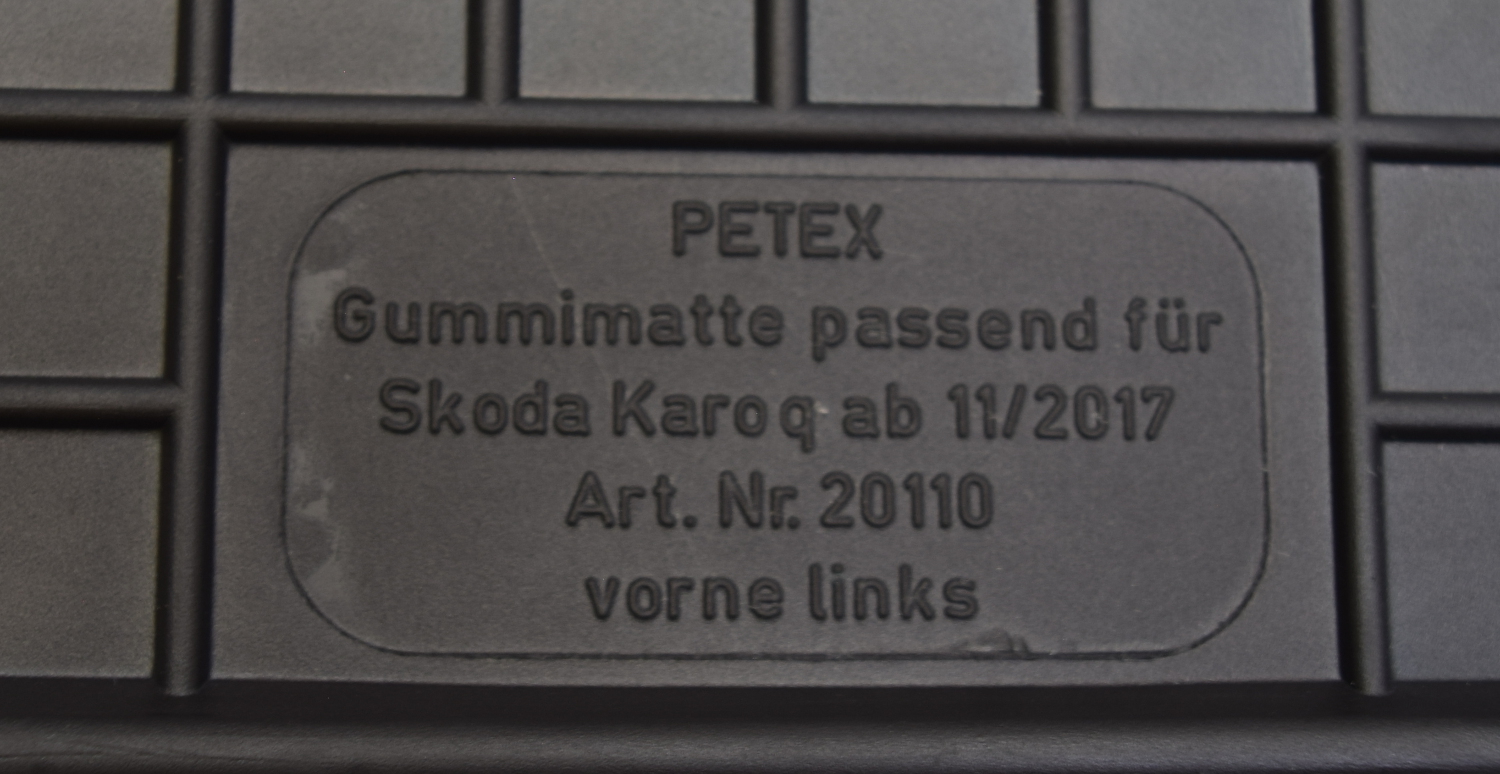 PETEX
Gummimatte passend für
Skoda Karoq ab 11/2017
Art. Nr. 20110
vorne links